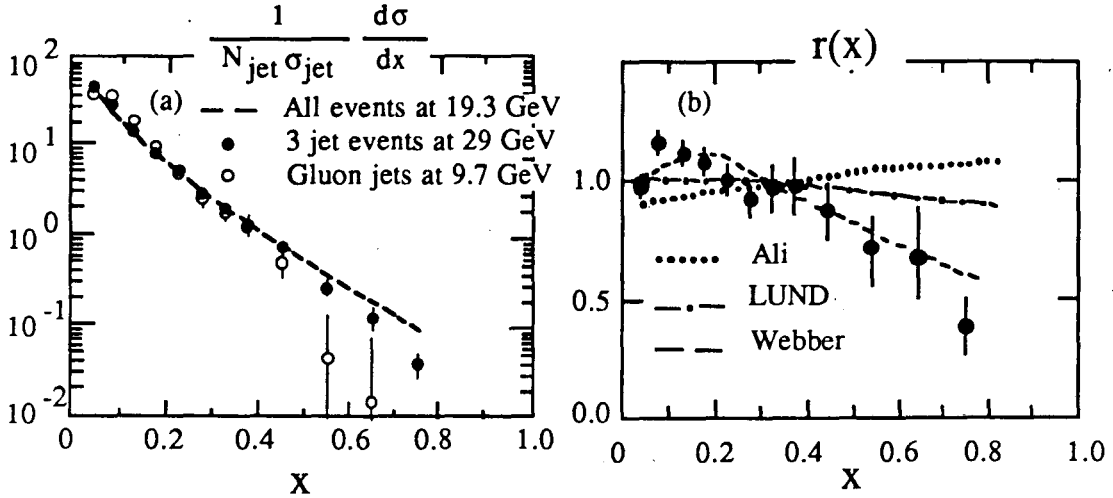 1 dσ
N jet σ jet dx
10^2
10^1
10^0
10^-1
10^-2
(a)
All events at 19.3 GeV
3 jet events at 29 GeV
Gluon jets at 9.7 GeV
0 0.2 0.4 0.6 0.8 1.0
X
r(x)
(b)
1.0
0.5
0.0
Ali
LUND
Webber
0 0.2 0.4 0.6 0.8 1.0
X